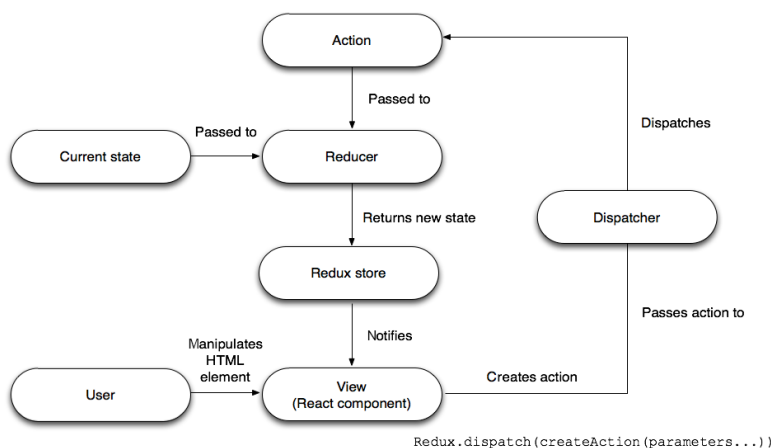 Action
Passed to
Dispatches
Passed to
Current state
Reducer
Returns new state
Dispatcher
Redux store
Passes action to
Notifies
Manipulates
HTML
element
User
View
(React component)
Creates action
Redux.dispatch(createAction(parameters...))